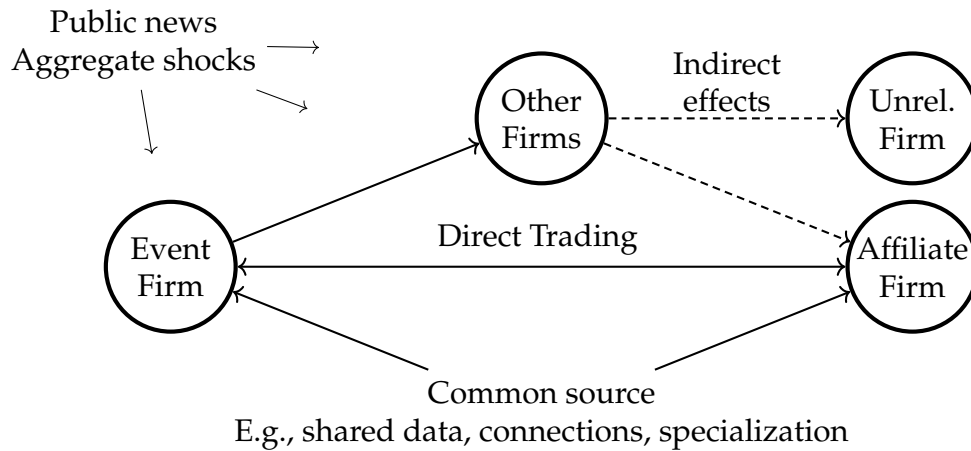 Public news
Aggregate shocks
Other
Firms
Indirect
effects
Unrel.
Firm
Event
Firm
Direct Trading
Affiliate
Firm
Common source
E.g., shared data, connections, specialization